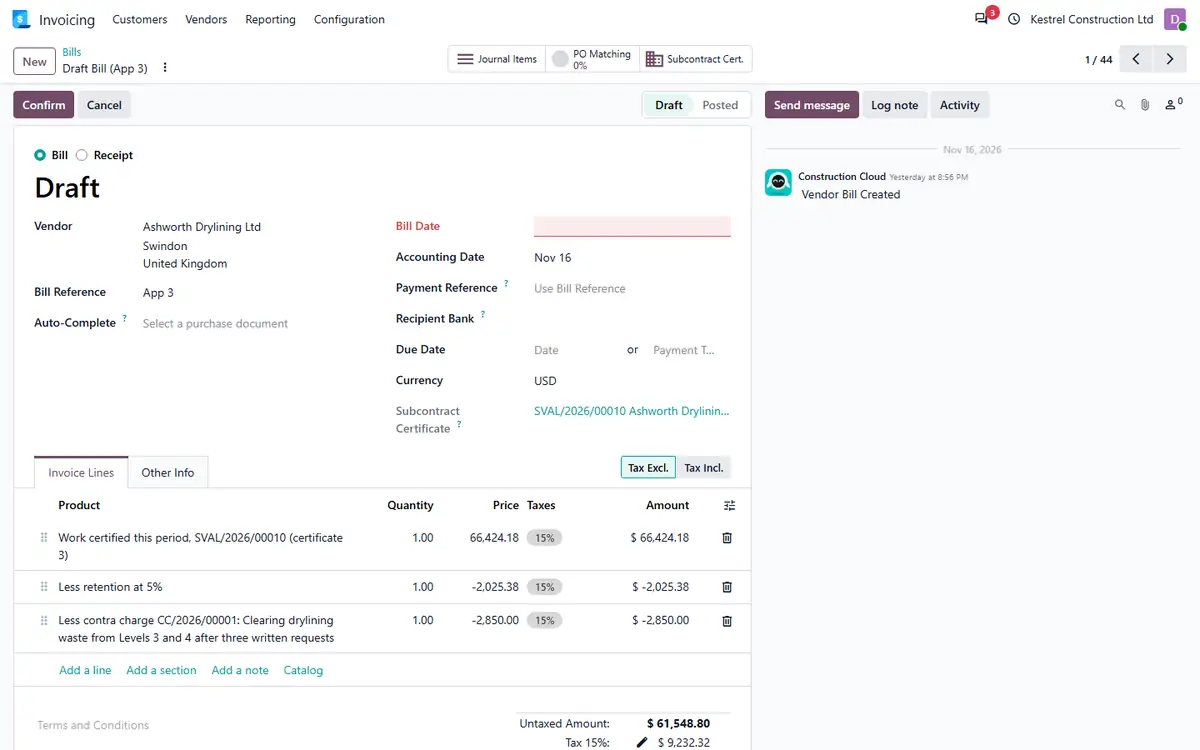 Invoicing Customers Vendors Reporting Configuration 3 Kestrel Construction Ltd D
New
Bills
Draft Bill (App 3)
Journal Items
PO Matching
0%
Subcontract Cert.
1 / 44
Confirm Cancel
Draft Posted
Send message Log note Activity 0
Bill Receipt
Draft
Vendor
Ashworth Drylining Ltd
Swindon
United Kingdom
Bill Reference App 3
Auto-Complete ? Select a purchase document
Bill Date
Accounting Date Nov 16
Payment Reference ? Use Bill Reference
Recipient Bank ?
Due Date Date or Payment T...
Currency USD
Subcontract
Certificate ?
SVAL/2026/00010 Ashworth Drylinin...
Nov 16, 2026
Construction Cloud Yesterday at 8:56 PM
Vendor Bill Created
Invoice Lines Other Info
Tax Excl. Tax Incl.
Product Quantity Price Taxes Amount
Work certified this period, SVAL/2026/00010 (certificate 1.00 66,424.18 15% $ 66,424.18
3)
Less retention at 5% 1.00 -2,025.38 15% $ -2,025.38
Less contra charge CC/2026/00001: Clearing drylining 1.00 -2,850.00 15% $ -2,850.00
waste from Levels 3 and 4 after three written requests
Add a line Add a section Add a note Catalog
Terms and Conditions
Untaxed Amount: $ 61,548.80
Tax 15%: $ 9,232.32